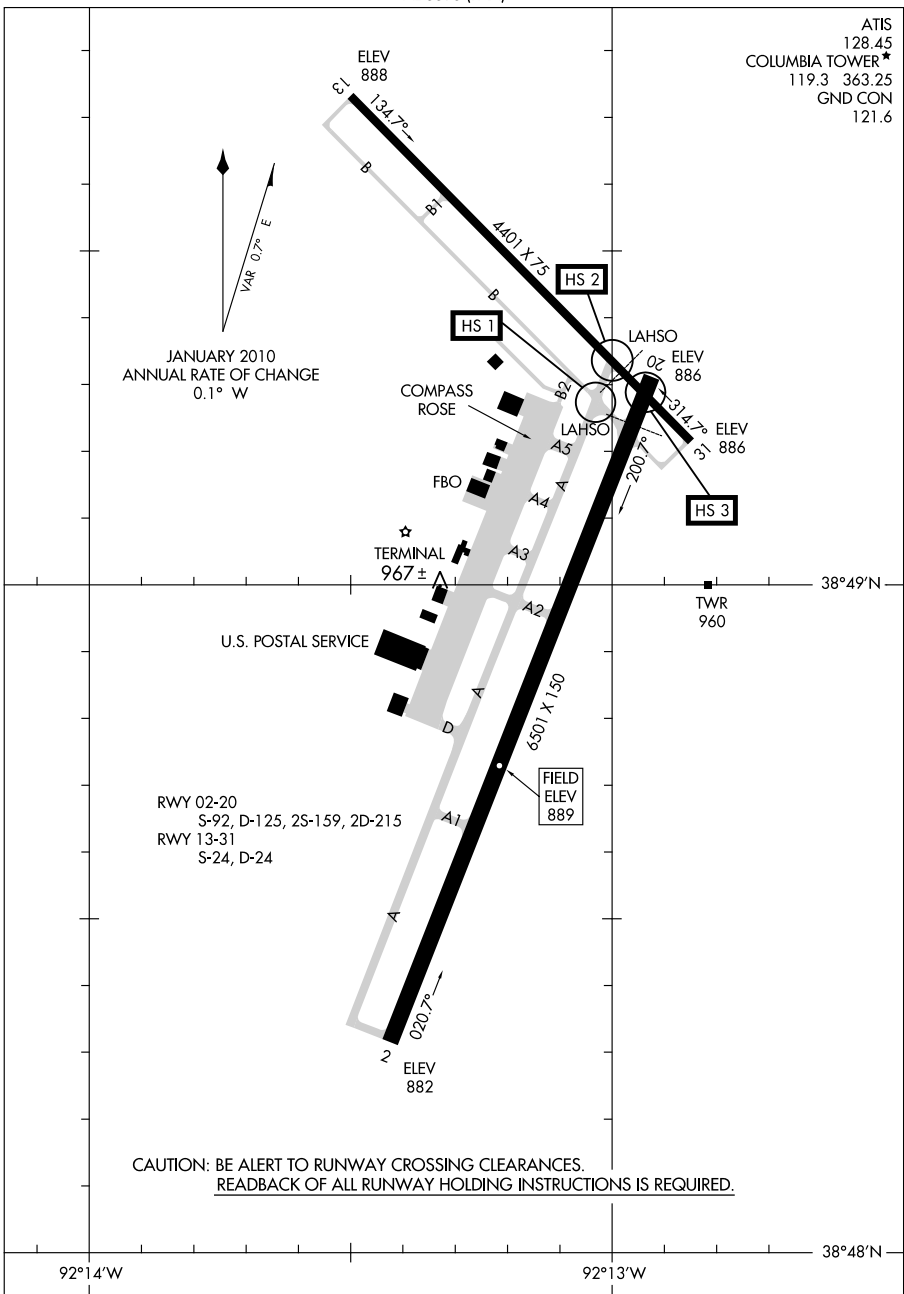 ATIS
128.45
COLUMBIA TOWER
119.3 363.25
GND CON
121.6
ELEV
888
13
134.7°
B
B1
VAR 0.7° E
4401 X 75
HS 2
B
HS 1
LAHSO
JANUARY 2010
ANNUAL RATE OF CHANGE
0.1° W
20
ELEV
886
COMPASS
ROSE
B2
314.7°
LAHSO
ELEV
886
31
A5
200.7°
FBO
A
A4
HS 3
TERMINAL
967 ±
A3
38°49'N
A2
TWR
960
U.S. POSTAL SERVICE
A
6501 X 150
D
FIELD
ELEV
889
RWY 02-20
S-92, D-125, 2S-159, 2D-215
RWY 13-31
S-24, D-24
A1
A
020.7°
2
ELEV
882
CAUTION: BE ALERT TO RUNWAY CROSSING CLEARANCES.
READBACK OF ALL RUNWAY HOLDING INSTRUCTIONS IS REQUIRED.
38°48'N
92°14'W
92°13'W